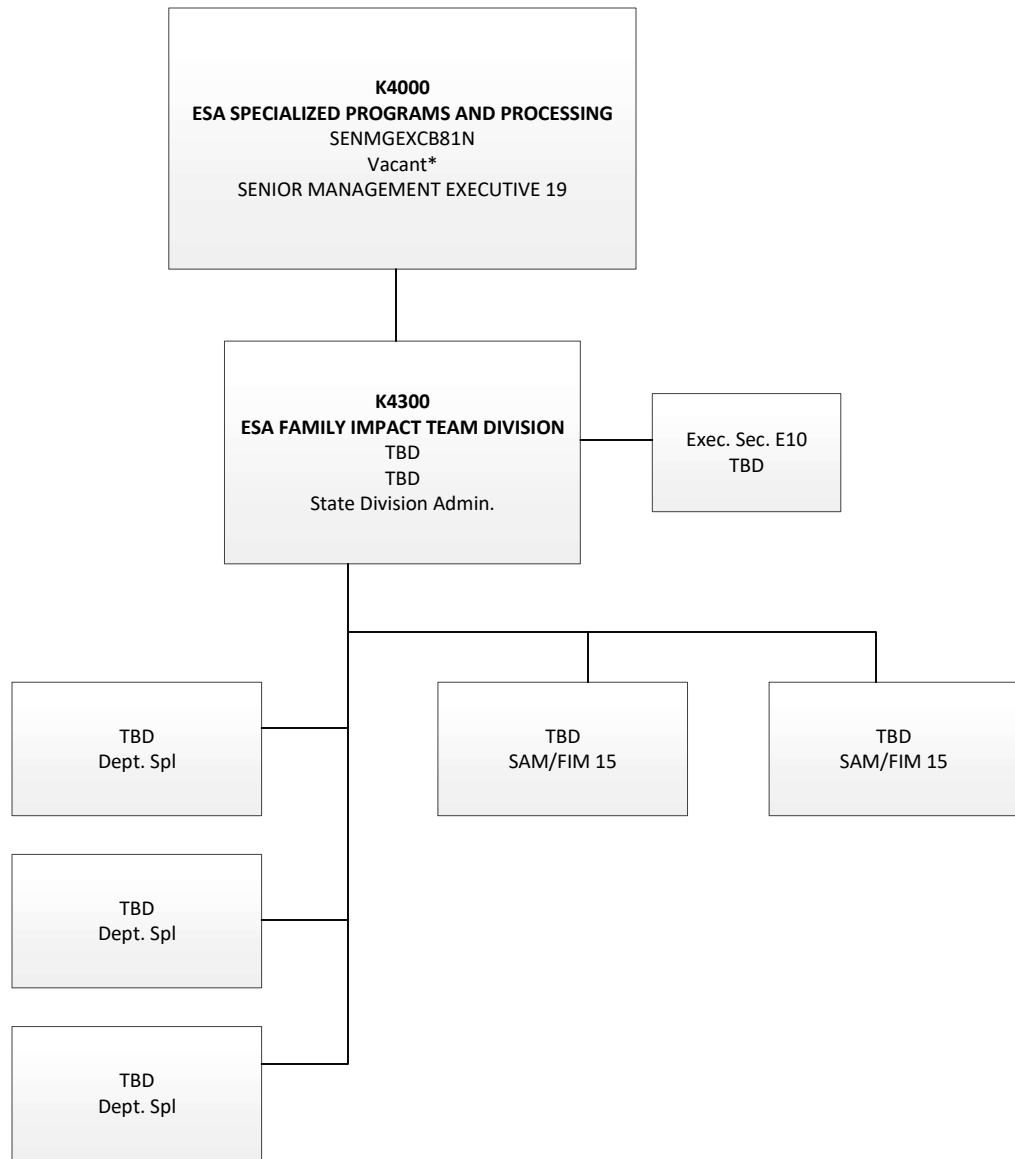 K4000
ESA SPECIALIZED PROGRAMS AND PROCESSING
SENMGEXCB81N
Vacant*
SENIOR MANAGEMENT EXECUTIVE 19
K4300
ESA FAMILY IMPACT TEAM DIVISION
TBD
TBD
State Division Admin.
Exec. Sec. E10
TBD
TBD
Dept. Spl
TBD
SAM/FIM 15
TBD
SAM/FIM 15
TBD
Dept. Spl
TBD
Dept. Spl